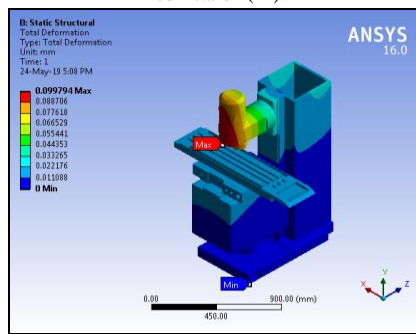 B: Static Structural
Total Deformation
Type: Total Deformation
Unit: mm
Time: 1
24-May-19 5:08 PM
ANSYS
16.0
0.099794 Max
0.088706
0.077618
0.066529
0.055441
0.044353
0.033265
0.022176
0.011088
0 Min
Max
Min
0.00
900.00 (mm)
450.00
Y
X
Z